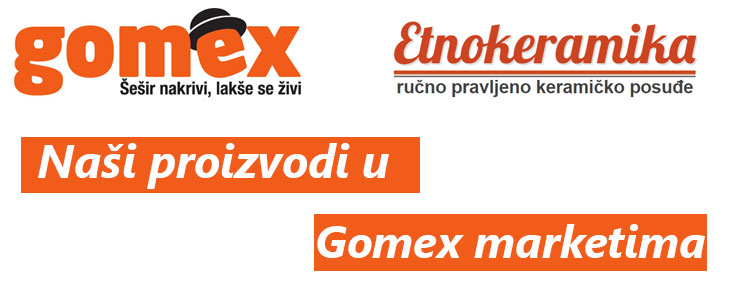 gomex
Šešir nakrivi, lakše se živi
Etnokeramika
ručno pravljeno keramičko posuđe
Naši proizvodi u
Gomex marketima